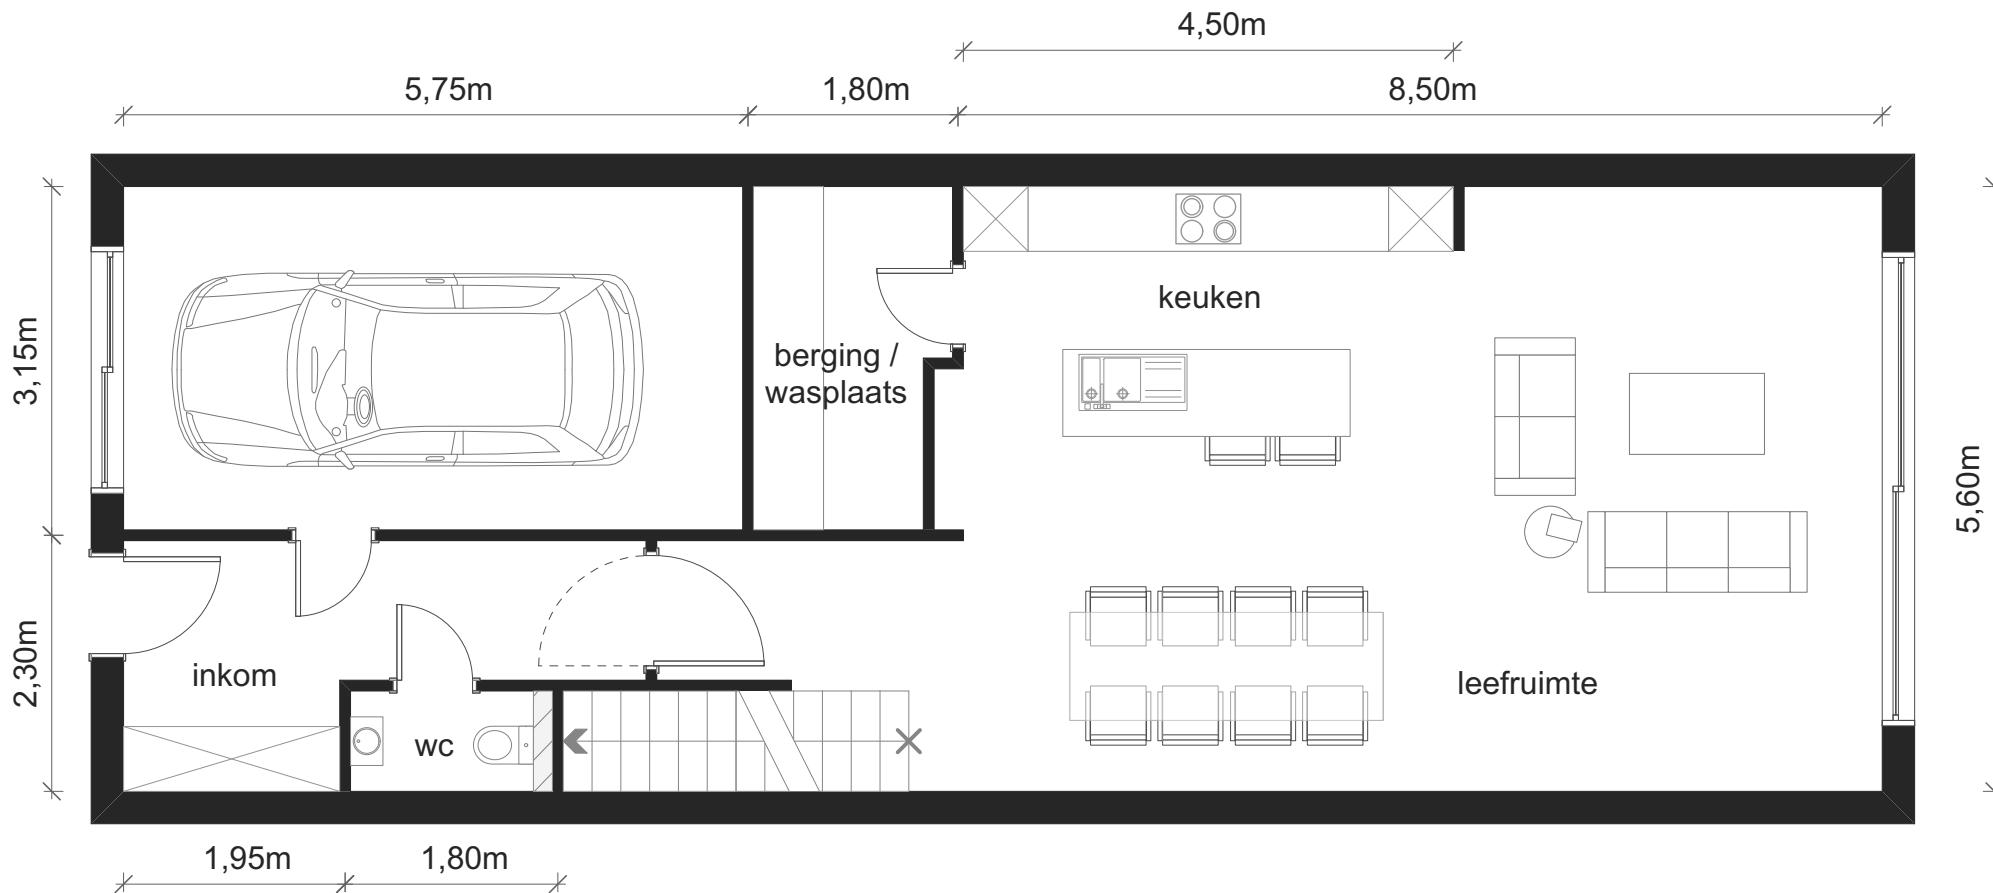 4,50m
5,75m
1,80m
8,50m
3,15m
keuken
berging /
wasplaats
5,60m
2,30m
inkom
leefruimte
wc
1,95m
1,80m